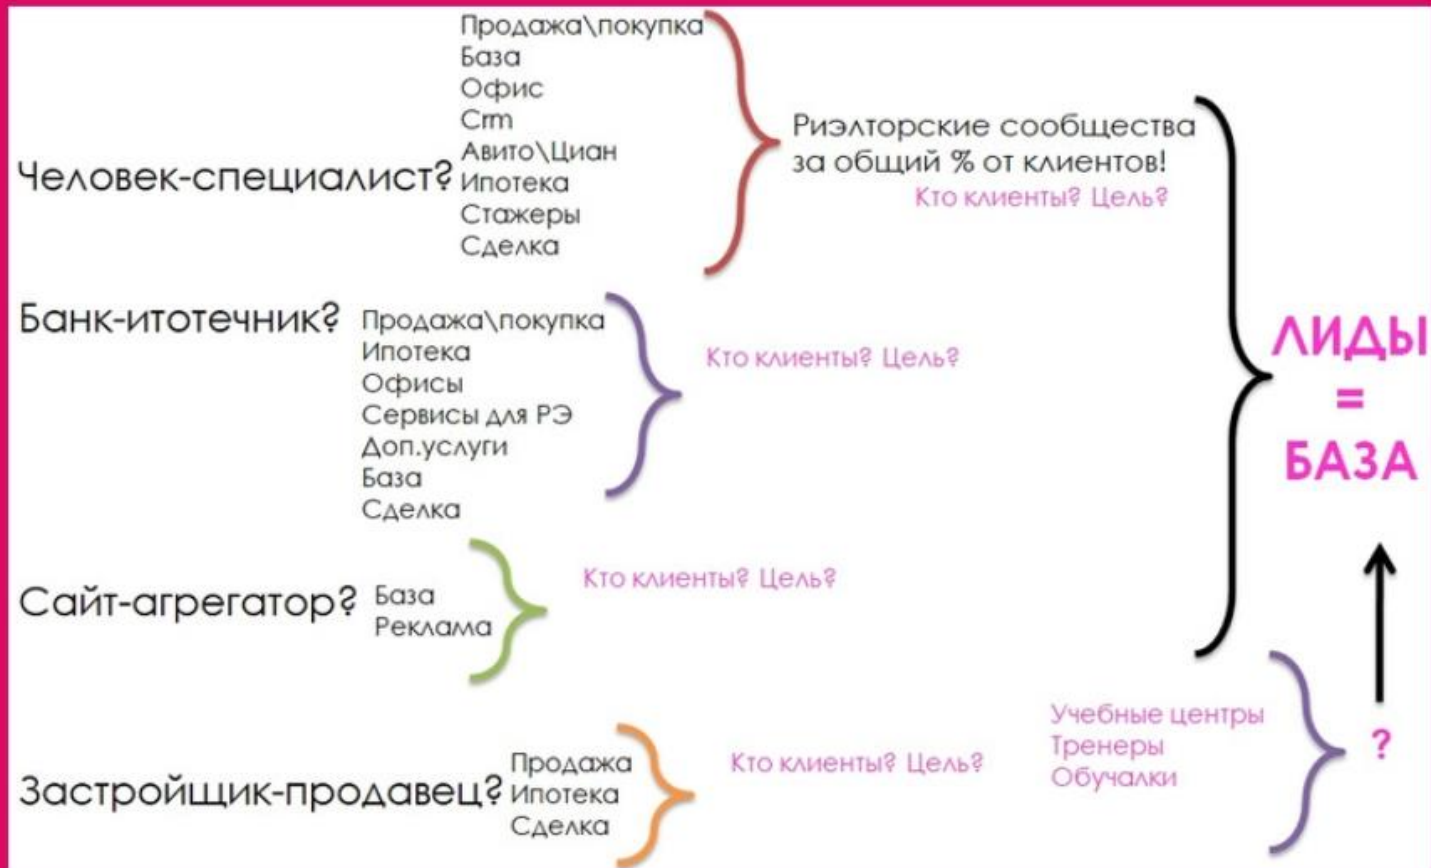 Человек-специалист?
Продажа\покупка
База
Офис
Crm
Авито\Циан
Ипотека
Стажеры
Сделка
Риэлторские сообщества
за общий % от клиентов!
Кто клиенты? Цель?
Банк-итотечник?
Продажа\покупка
Ипотека
Офисы
Сервисы для РЭ
Доп.услуги
База
Сделка
Кто клиенты? Цель?
Сайт-агрегатор?
База
Реклама
Кто клиенты? Цель?
Застройщик-продавец?
Продажа
Ипотека
Сделка
Кто клиенты? Цель?
Учебные центры
Тренеры
Обучалки
?
ЛИДЫ
=
БАЗА